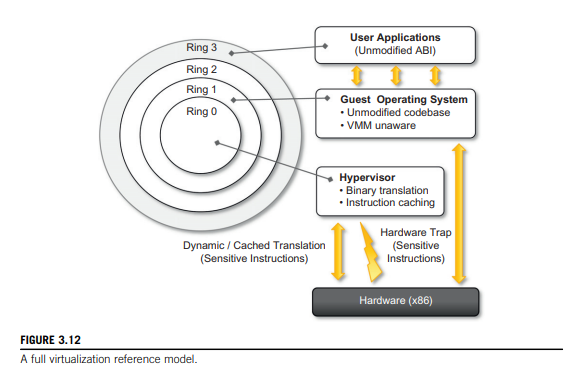 Ring 3
Ring 2
Ring 1
Ring 0
User Applications
(Unmodified ABI)
Guest Operating System
• Unmodified codebase
• VMM unaware
Hypervisor
• Binary translation
• Instruction caching
Dynamic / Cached Translation
(Sensitive Instructions)
Hardware Trap
(Sensitive
Instructions)
Hardware (x86)
FIGURE 3.12
A full virtualization reference model.